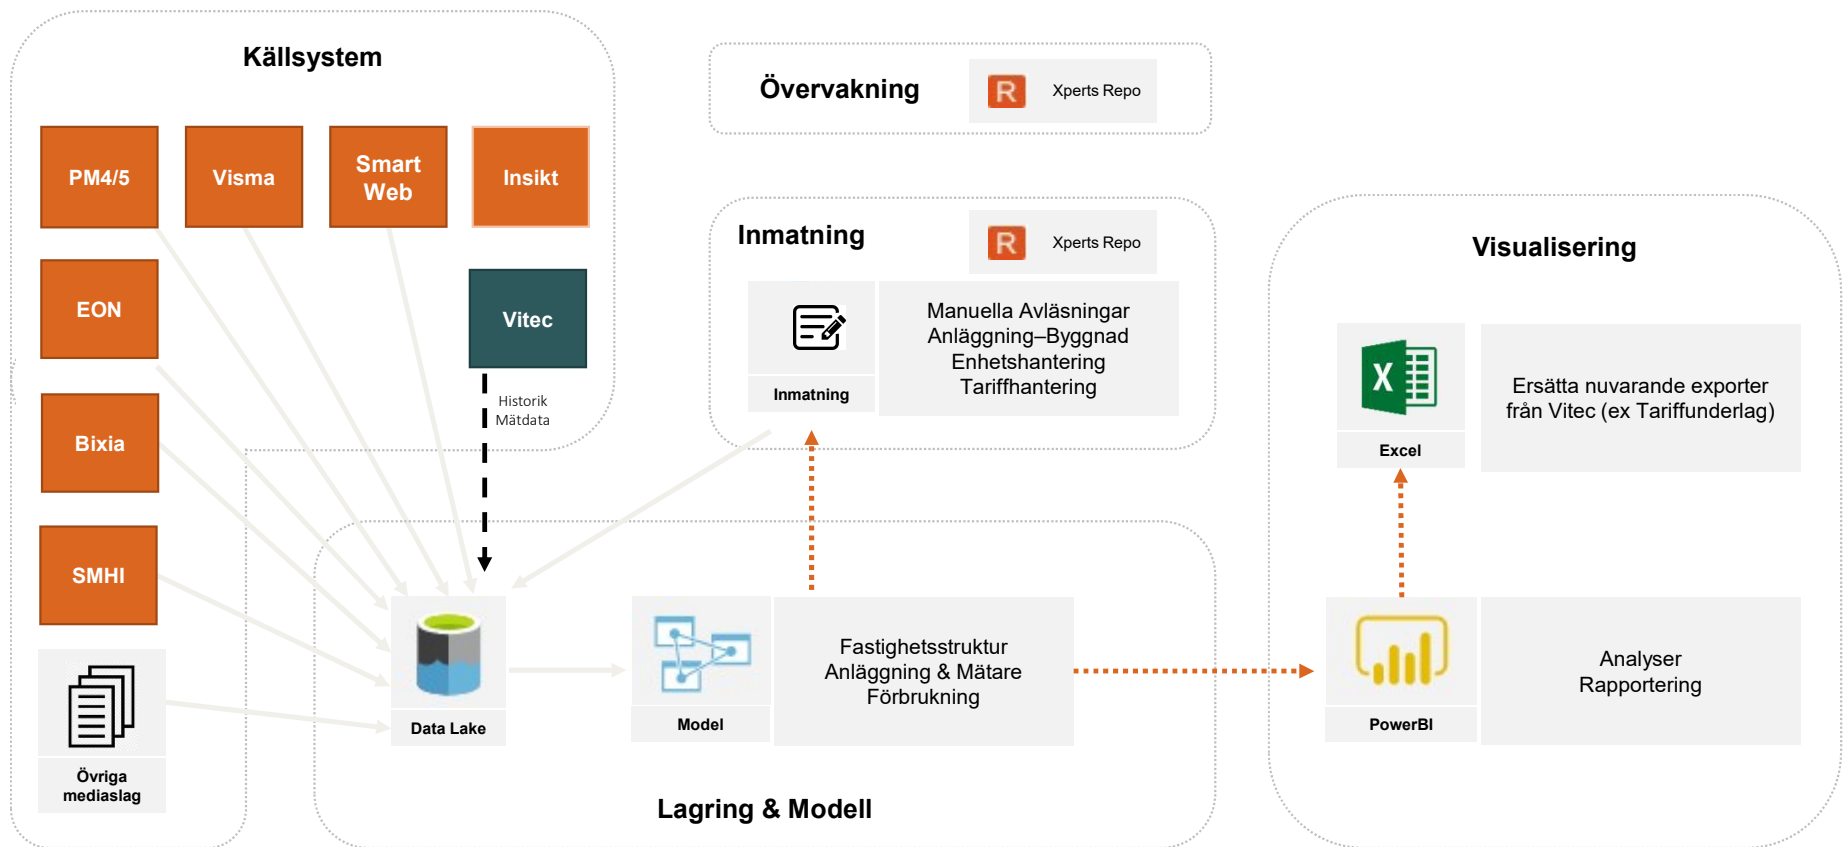 Källsystem
PM4/5
Visma
Smart
Web
Insikt
EON
Vitec
Bixia
Historik
Mätdata
SMHI
Övriga
mediaslag
Övervakning
R
Xperts Repo
Inmatning
R
Xperts Repo
Inmatning
Manuella Avläsningar
Anläggning–Byggnad
Enhetshantering
Tariffhantering
Data Lake
Model
Fastighetsstruktur
Anläggning & Mätare
Förbrukning
Lagring & Modell
Visualisering
X
Excel
Ersätta nuvarande exporter
från Vitec (ex Tariffunderlag)
PowerBI
Analyser
Rapportering